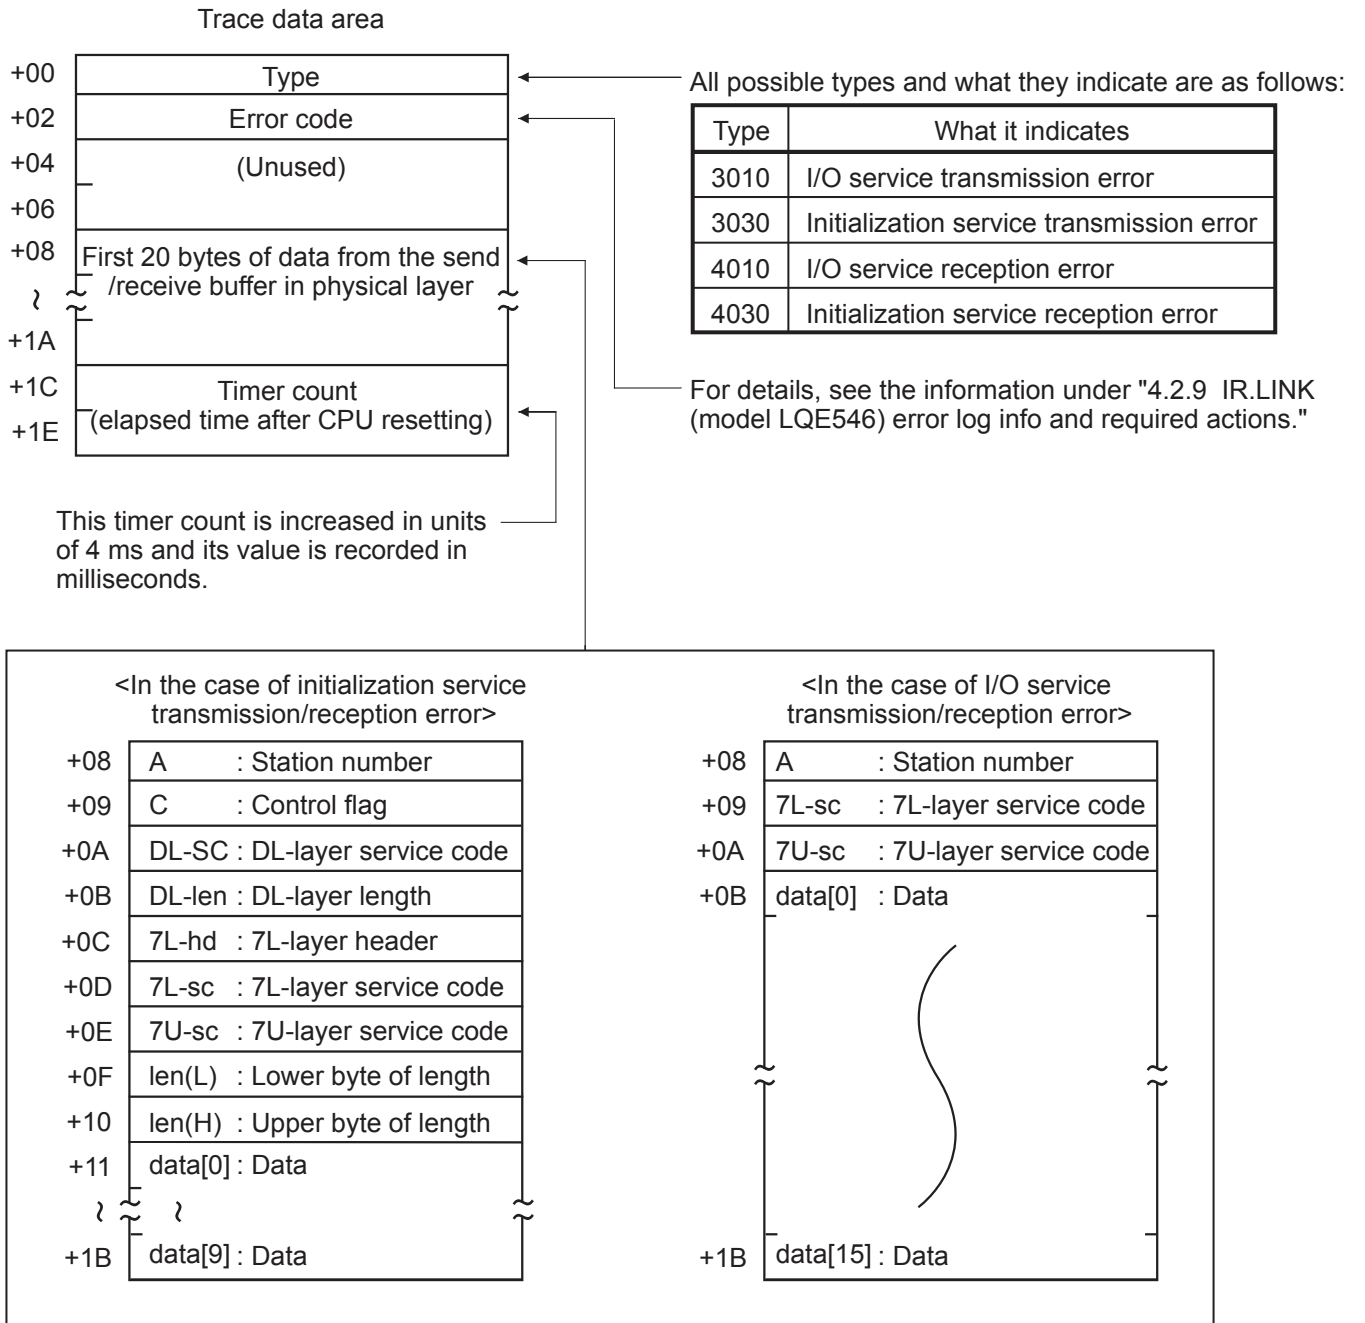 Trace data area
+00 Type
+02 Error code
+04 (Unused)
+06
+08 First 20 bytes of data from the send
/receive buffer in physical layer
~
+1A
+1C Timer count
+1E (elapsed time after CPU resetting)
All possible types and what they indicate are as follows:
Type What it indicates
3010 I/O service transmission error
3030 Initialization service transmission error
4010 I/O service reception error
4030 Initialization service reception error
For details, see the information under "4.2.9 IR.LINK
(model LQE546) error log info and required actions."
This timer count is increased in units
of 4 ms and its value is recorded in
milliseconds.
<In the case of initialization service
transmission/reception error>
+08 A : Station number
+09 C : Control flag
+0A DL-SC : DL-layer service code
+0B DL-len : DL-layer length
+0C 7L-hd : 7L-layer header
+0D 7L-sc : 7L-layer service code
+0E 7U-sc : 7U-layer service code
+0F len(L) : Lower byte of length
+10 len(H) : Upper byte of length
+11 data[0] : Data
~ ~
+1B data[9] : Data
<In the case of I/O service
transmission/reception error>
+08 A : Station number
+09 7L-sc : 7L-layer service code
+0A 7U-sc : 7U-layer service code
+0B data[0] : Data
+1B data[15] : Data